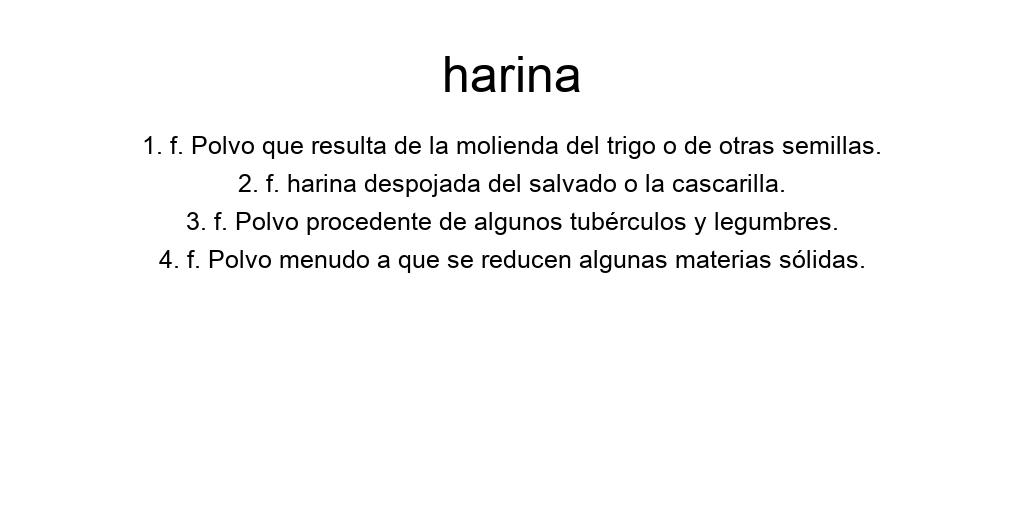 harina
1. f. Polvo que resulta de la molienda del trigo o de otras semillas.
2. f. harina despojada del salvado o la cascarilla.
3. f. Polvo procedente de algunos tubérculos y legumbres.
4. f. Polvo menudo a que se reducen algunas materias sólidas.